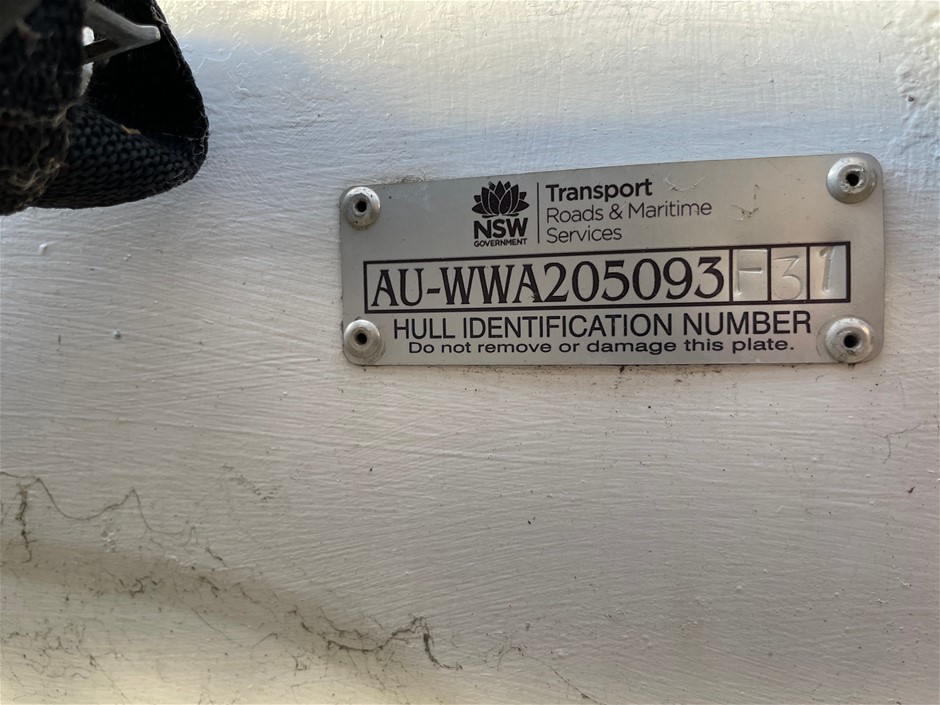 NSW
GOVERNMENT
Transport
Roads & Maritime
Services
AU-WWA205093F31
HULL IDENTIFICATION NUMBER
Do not remove or damage this plate.